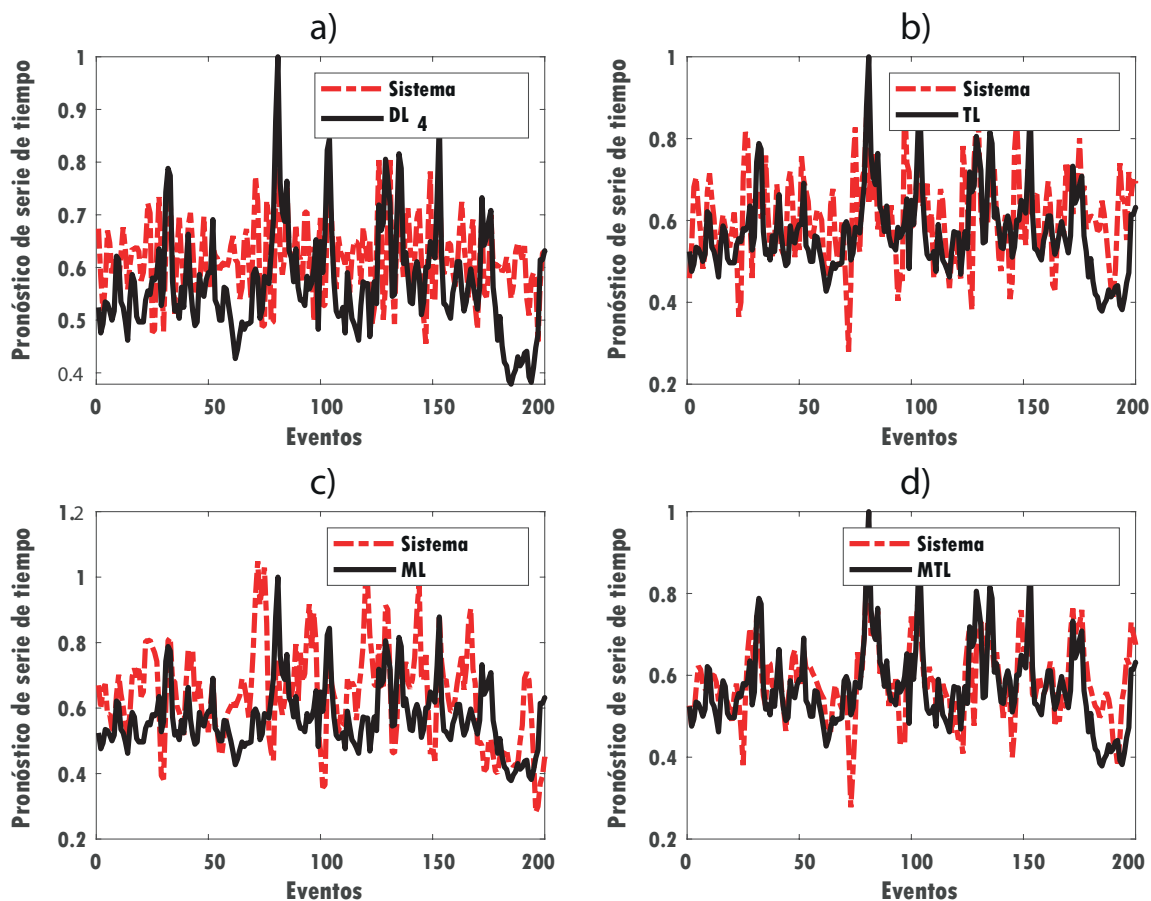 a)
Pronóstico de serie de tiempo
1
0.9
0.8
0.7
0.6
0.5
0.4
Sistema
DL 4
0
50
100
150
200
Eventos
b)
Pronóstico de serie de tiempo
1
0.8
0.6
0.4
0.2
Sistema
TL
0
50
100
150
200
Eventos
c)
Pronóstico de serie de tiempo
1.2
1
0.8
0.6
0.4
0.2
Sistema
ML
0
50
100
150
200
Eventos
d)
Pronóstico de serie de tiempo
1
0.8
0.6
0.4
0.2
Sistema
MTL
0
50
100
150
200
Eventos